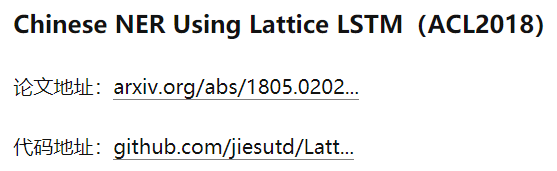 Chinese NER Using Lattice LSTM（ACL2018）
论文地址：arxiv.org/abs/1805.0202...
代码地址：github.com/jiesutd/Latt...